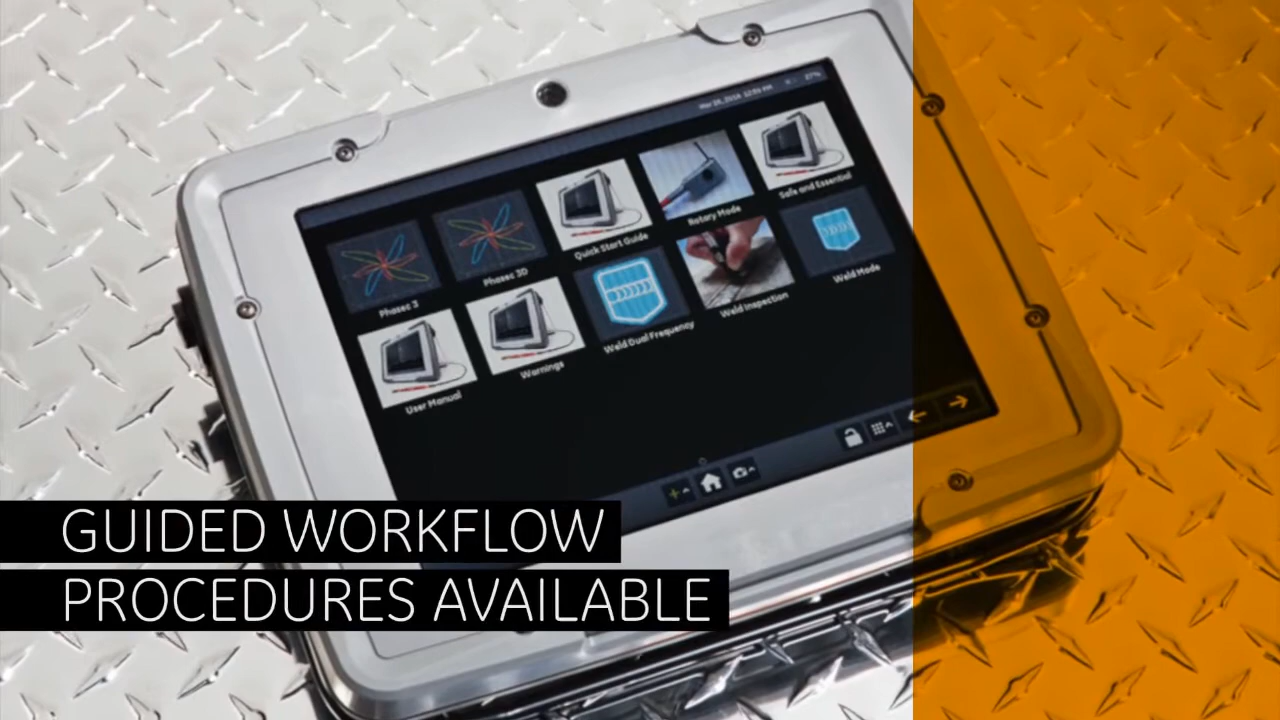 27%
Phasec 3
Phasec 3D
Quick Start Guide
Rotary Mode
Safe and Essential
User Manual
Warnings
Weld Dual Frequency
Weld Inspection
Weld Mode
GUIDED WORKFLOW
PROCEDURES AVAILABLE